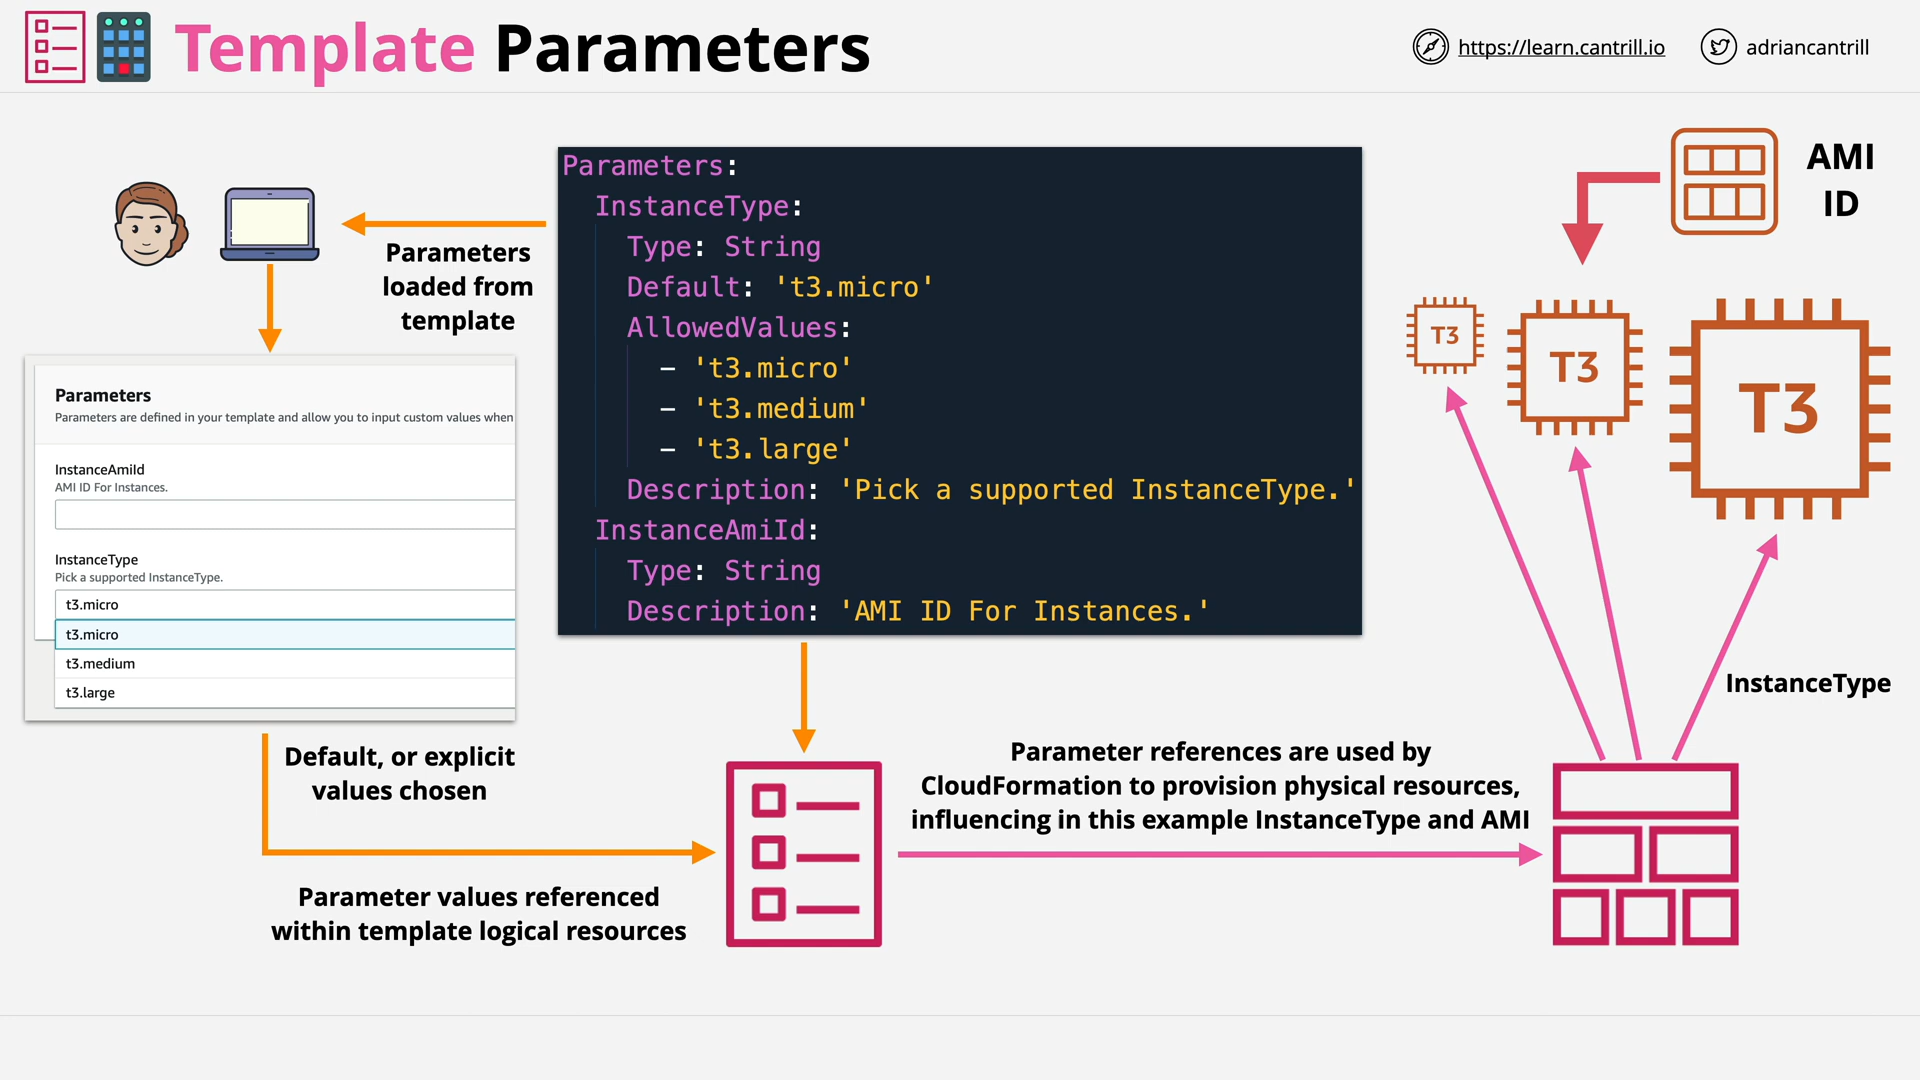 Template Parameters
https://learn.cantrill.io
adriancantrill
Parameters
loaded from
template
Parameters:
InstanceType:
Type: String
Default: 't3.micro'
AllowedValues:
- 't3.micro'
- 't3.medium'
- 't3.large'
Description: 'Pick a supported InstanceType.'
InstanceAmiId:
Type: String
Description: 'AMI ID For Instances.'
AMI
ID
T3
T3
T3
Parameters
Parameters are defined in your template and allow you to input custom values when
InstanceAmiId
AMI ID For Instances.
InstanceType
Pick a supported InstanceType.
t3.micro
t3.micro
t3.medium
t3.large
InstanceType
Default, or explicit
values chosen
Parameter references are used by
CloudFormation to provision physical resources,
influencing in this example InstanceType and AMI
Parameter values referenced
within template logical resources